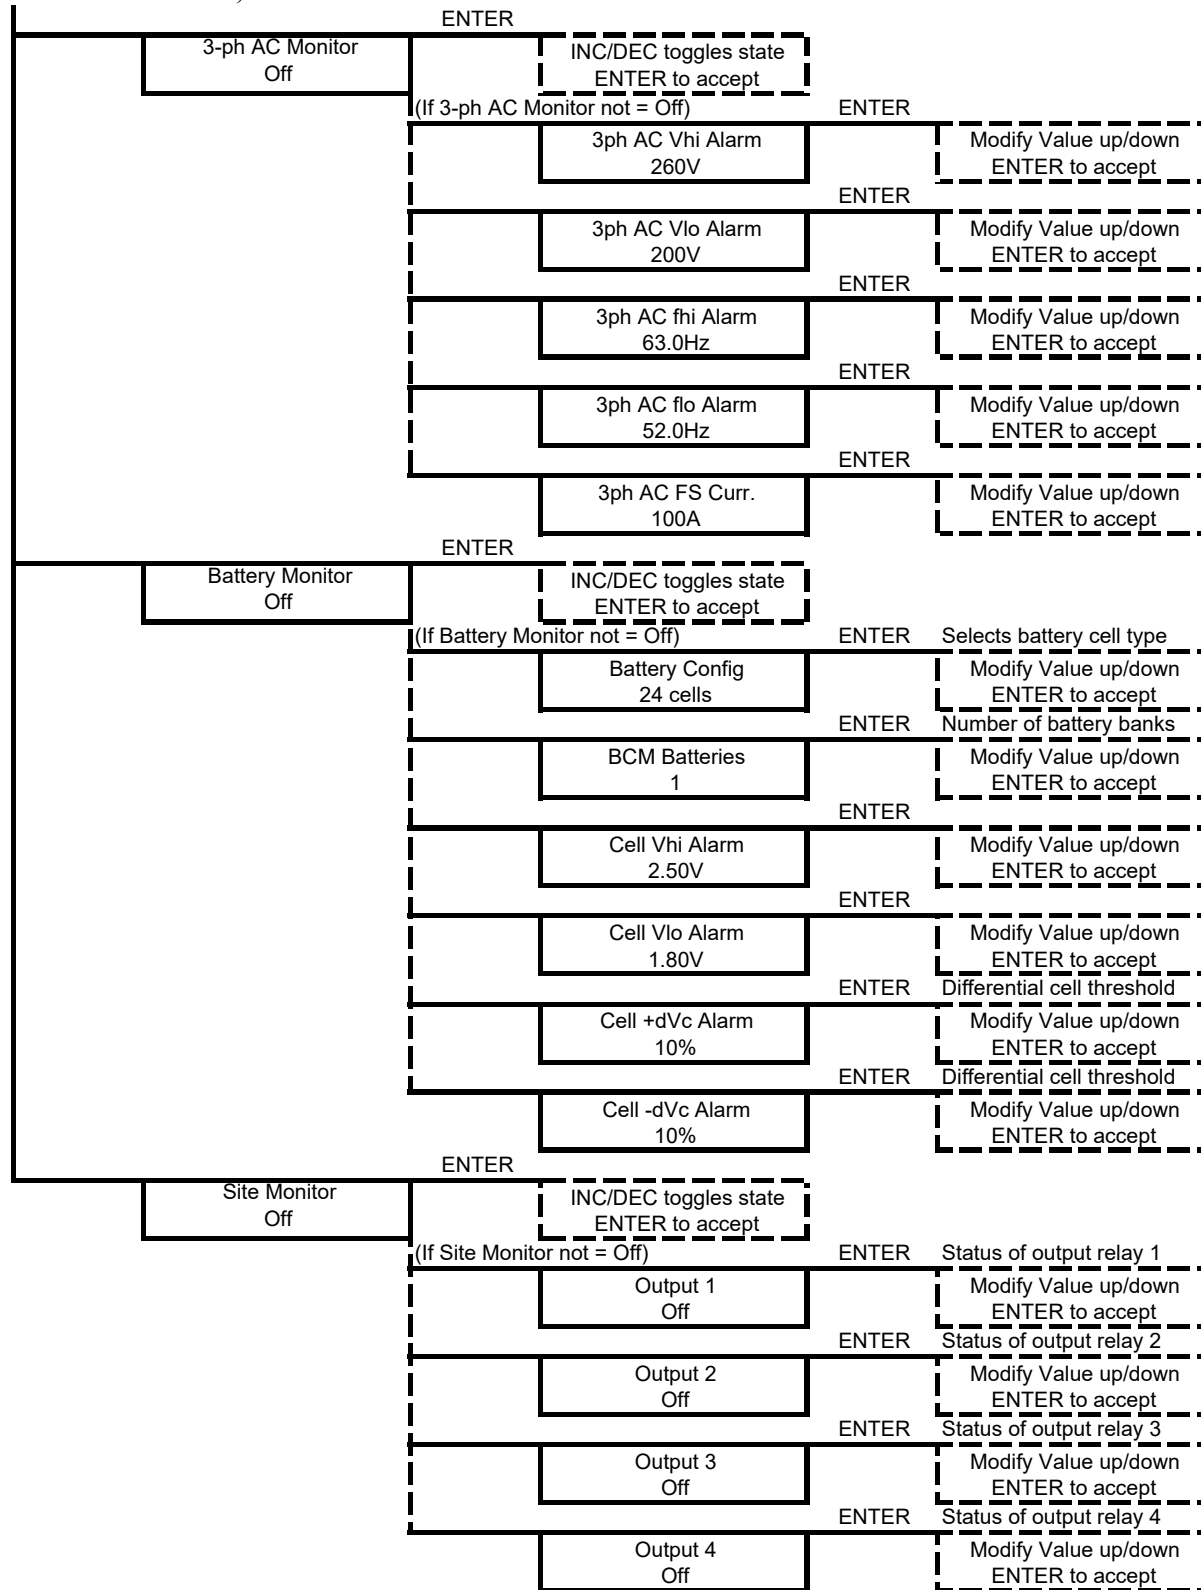 ENTER
3-ph AC Monitor
Off
INC/DEC toggles state
ENTER to accept
(If 3-ph AC Monitor not = Off)
ENTER
3ph AC Vhi Alarm
260V
Modify Value up/down
ENTER to accept
ENTER
3ph AC Vlo Alarm
200V
Modify Value up/down
ENTER to accept
ENTER
3ph AC fhi Alarm
63.0Hz
Modify Value up/down
ENTER to accept
ENTER
3ph AC flo Alarm
52.0Hz
Modify Value up/down
ENTER to accept
ENTER
3ph AC FS Curr.
100A
Modify Value up/down
ENTER to accept
ENTER
Battery Monitor
Off
INC/DEC toggles state
ENTER to accept
(If Battery Monitor not = Off)
ENTER
Selects battery cell type
Battery Config
24 cells
Modify Value up/down
ENTER to accept
ENTER
Number of battery banks
BCM Batteries
1
Modify Value up/down
ENTER to accept
ENTER
Cell Vhi Alarm
2.50V
Modify Value up/down
ENTER to accept
ENTER
Cell Vlo Alarm
1.80V
Modify Value up/down
ENTER to accept
ENTER
Differential cell threshold
Cell +dVc Alarm
10%
Modify Value up/down
ENTER to accept
ENTER
Differential cell threshold
Cell -dVc Alarm
10%
Modify Value up/down
ENTER to accept
ENTER
Site Monitor
Off
INC/DEC toggles state
ENTER to accept
(If Site Monitor not = Off)
ENTER
Status of output relay 1
Output 1
Off
Modify Value up/down
ENTER to accept
ENTER
Status of output relay 2
Output 2
Off
Modify Value up/down
ENTER to accept
ENTER
Status of output relay 3
Output 3
Off
Modify Value up/down
ENTER to accept
ENTER
Status of output relay 4
Output 4
Off
Modify Value up/down
ENTER to accept